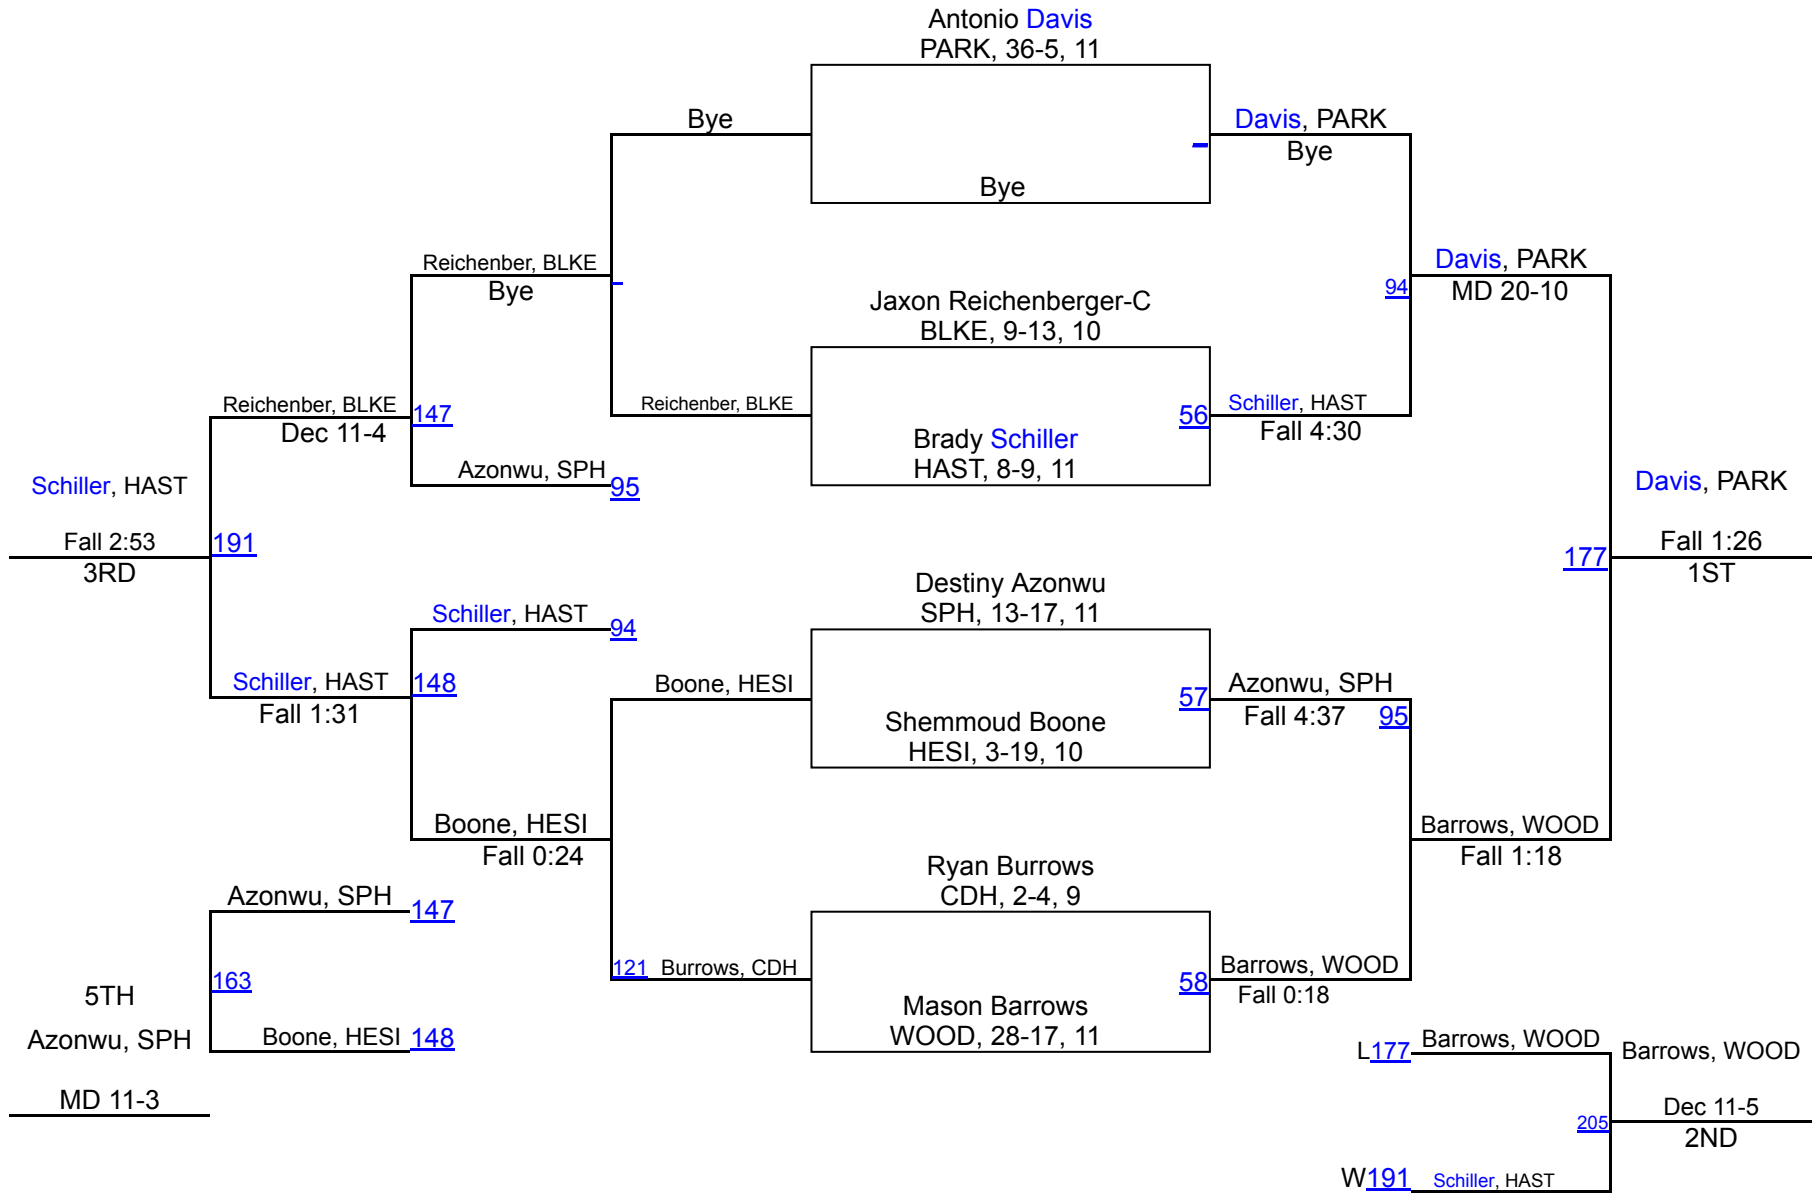 Antonio Davis
PARK, 36-5, 11
Bye
Davis, PARK
Bye
Bye
Reichenber, BLKE
Bye
Davis, PARK
94
MD 20-10
Jaxon Reichenberger-C
BLKE, 9-13, 10
Reichenber, BLKE
147
Dec 11-4
Reichenber, BLKE
56
Schiller, HAST
Fall 4:30
Brady Schiller
HAST, 8-9, 11
Azonwu, SPH
95
Schiller, HAST
Davis, PARK
Fall 2:53
191
3RD
177
Fall 1:26
1ST
Destiny Azonwu
SPH, 13-17, 11
Schiller, HAST
94
Schiller, HAST
148
Fall 1:31
Boone, HESI
57
Azonwu, SPH
Fall 4:37
95
Shemmoud Boone
HESI, 3-19, 10
Boone, HESI
Fall 0:24
Barrows, WOOD
Fall 1:18
Ryan Burrows
CDH, 2-4, 9
Azonwu, SPH
147
121
Burrows, CDH
58
Barrows, WOOD
Fall 0:18
163
5TH
Mason Barrows
WOOD, 28-17, 11
Azonwu, SPH
Boone, HESI
148
L177
Barrows, WOOD
Barrows, WOOD
MD 11-3
205
Dec 11-5
2ND
W191
Schiller, HAST